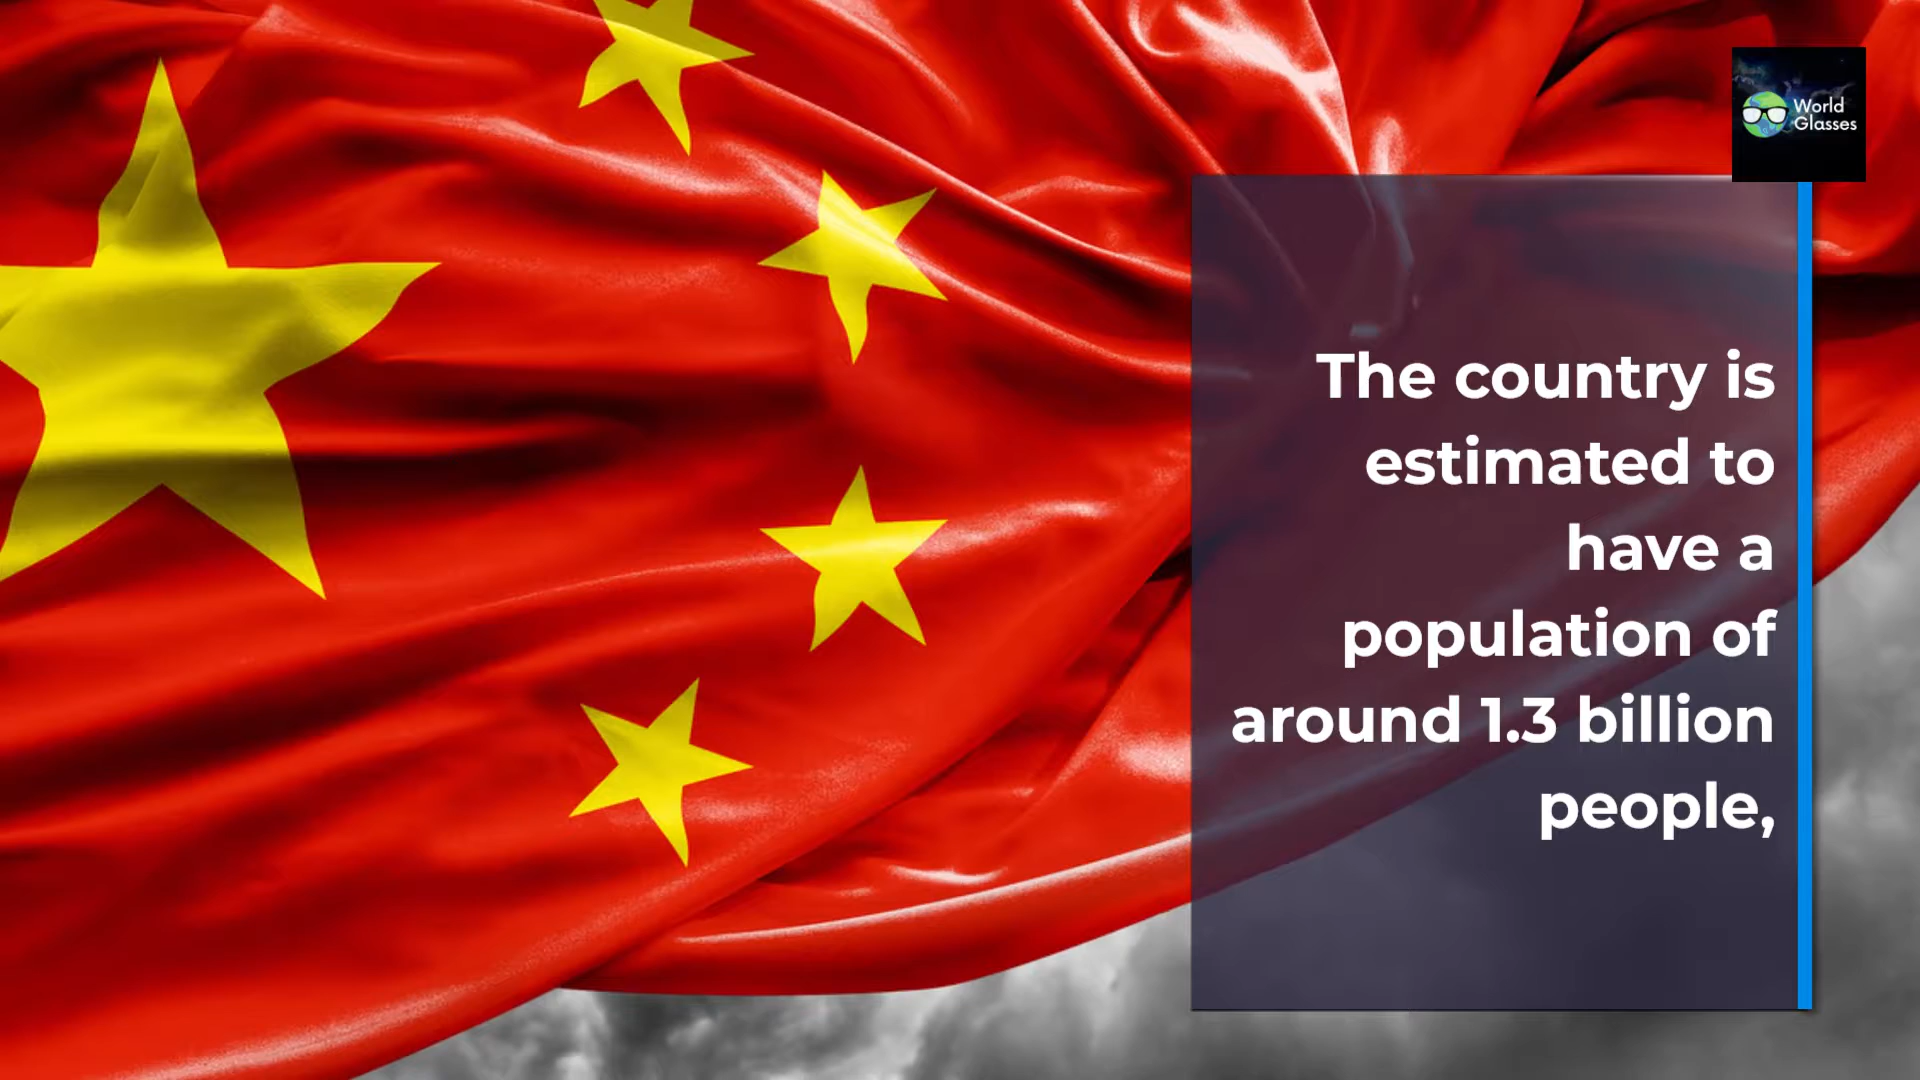 World
Glasses
The country is
estimated to
have a
population of
around 1.3 billion
people,